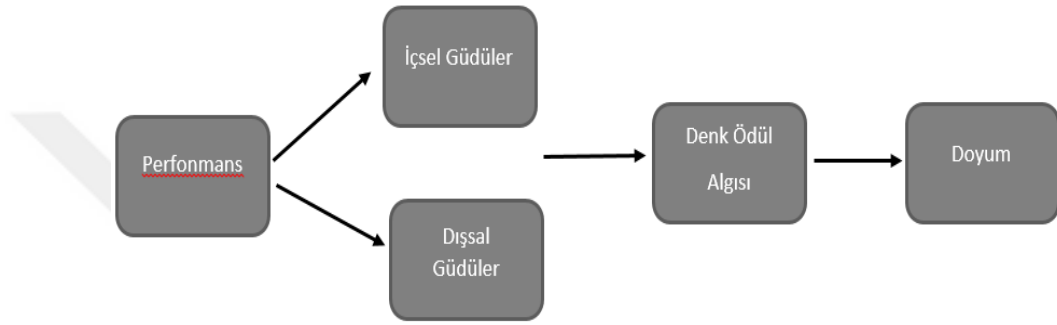 İçsel Güdüler
Perfonmans
Denk Ödül
Algısı
Doyum
Dışsal
Güdüler